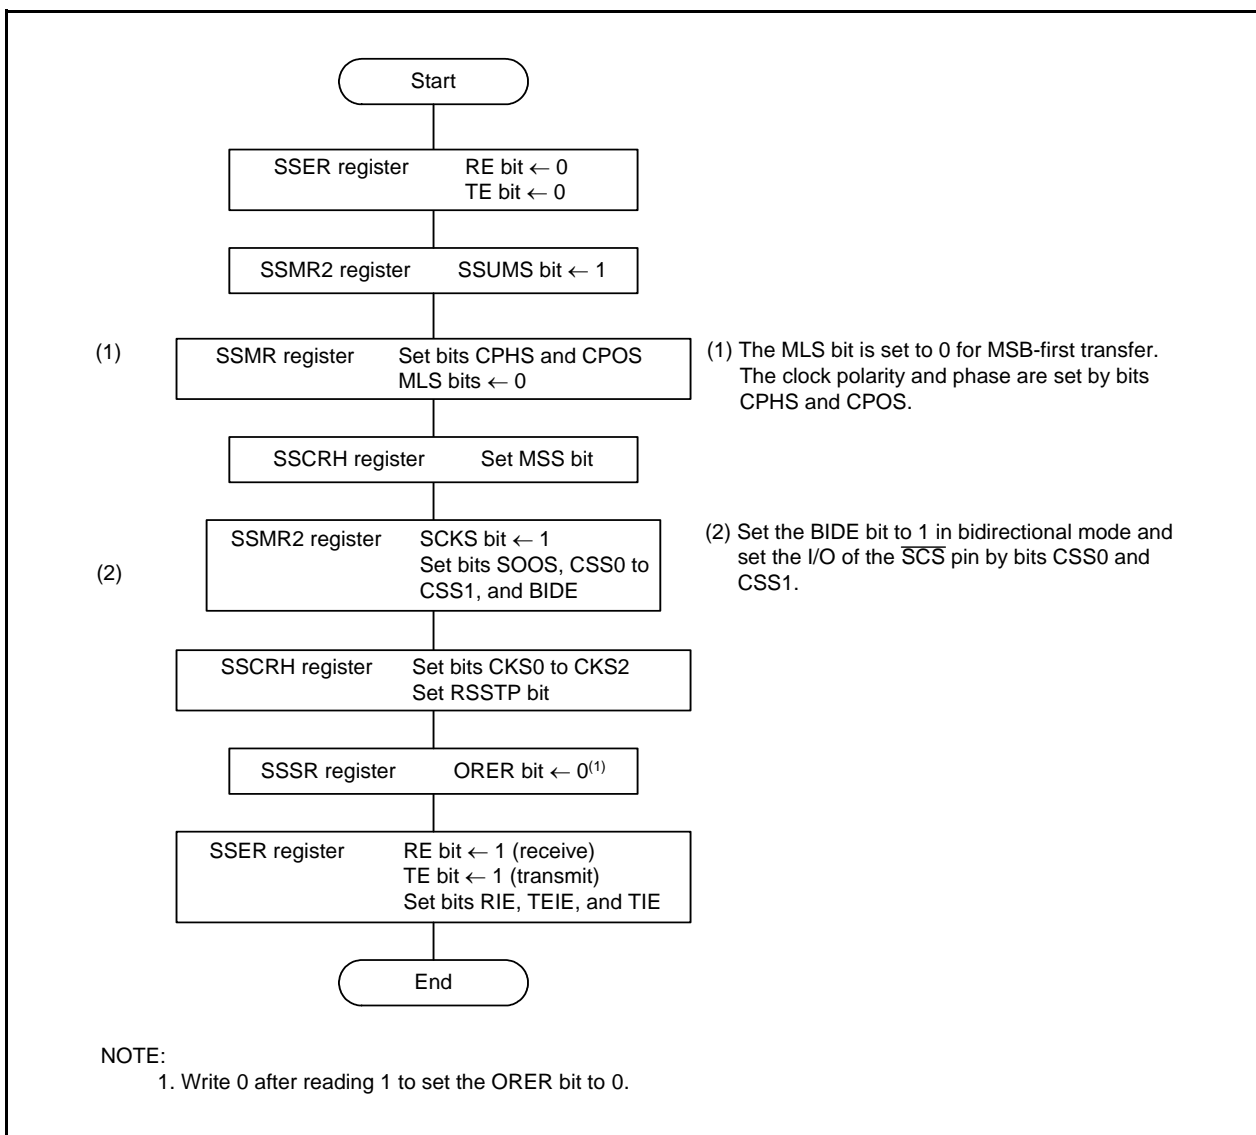 Start
SSER register RE bit ← 0
TE bit ← 0
SSMR2 register SSUMS bit ← 1
(1)
SSMR register Set bits CPHS and CPOS
MLS bits ← 0
(1) The MLS bit is set to 0 for MSB-first transfer.
The clock polarity and phase are set by bits
CPHS and CPOS.
SSCRH register Set MSS bit
(2)
SSMR2 register SCKS bit ← 1
Set bits SOOS, CSS0 to
CSS1, and BIDE
(2) Set the BIDE bit to 1 in bidirectional mode and
set the I/O of the S̅C̅S̅ pin by bits CSS0 and
CSS1.
SSCRH register Set bits CKS0 to CKS2
Set RSSTP bit
SSSR register ORER bit ← 0(1)
SSER register RE bit ← 1 (receive)
TE bit ← 1 (transmit)
Set bits RIE, TEIE, and TIE
End
NOTE:
1. Write 0 after reading 1 to set the ORER bit to 0.